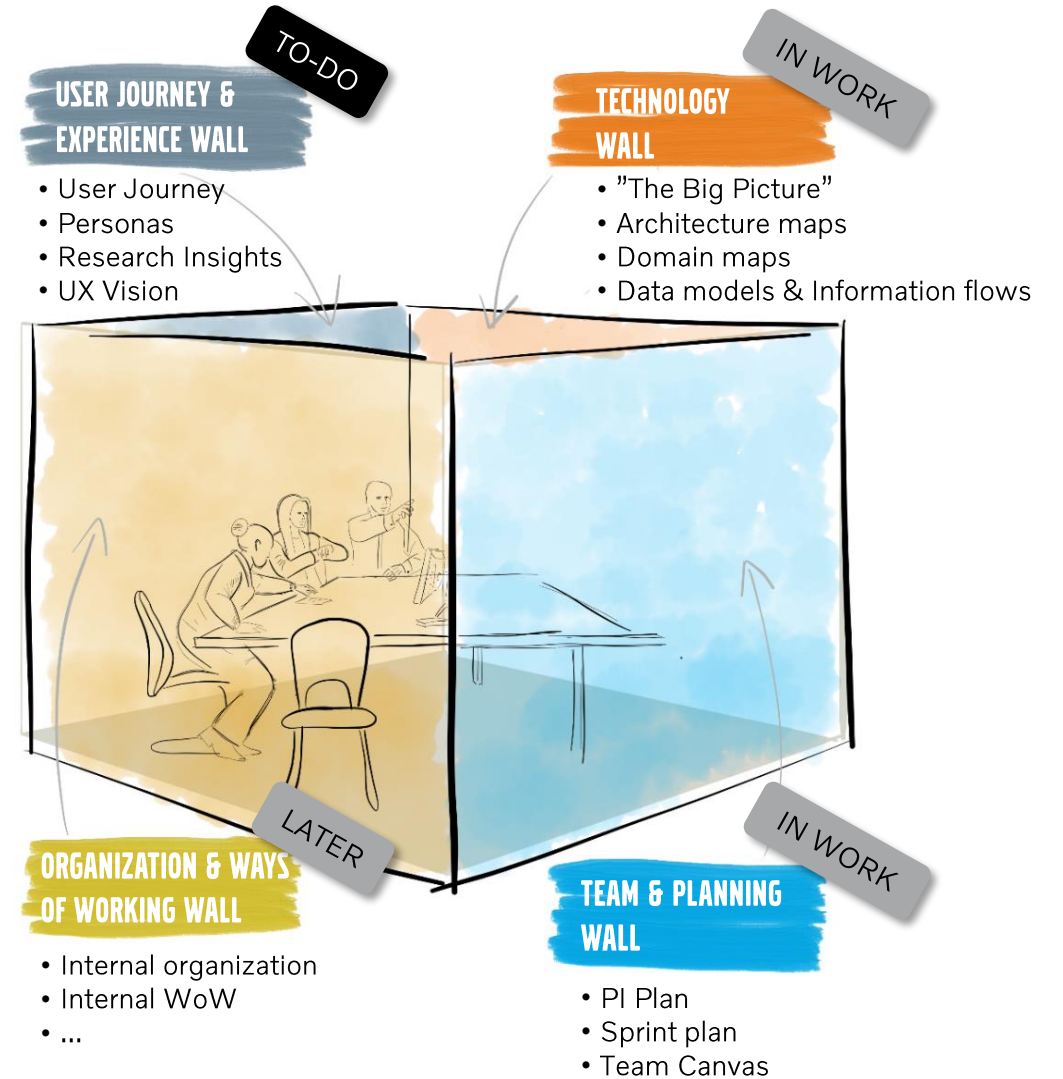 TO-DO
USER JOURNEY &
EXPERIENCE WALL
• User Journey
• Personas
• Research Insights
• UX Vision
IN WORK
TECHNOLOGY
WALL
• ”The Big Picture”
• Architecture maps
• Domain maps
• Data models & Information flows
LATER
ORGANIZATION & WAYS
OF WORKING WALL
• Internal organization
• Internal WoW
• ...
IN WORK
TEAM & PLANNING
WALL
• PI Plan
• Sprint plan
• Team Canvas